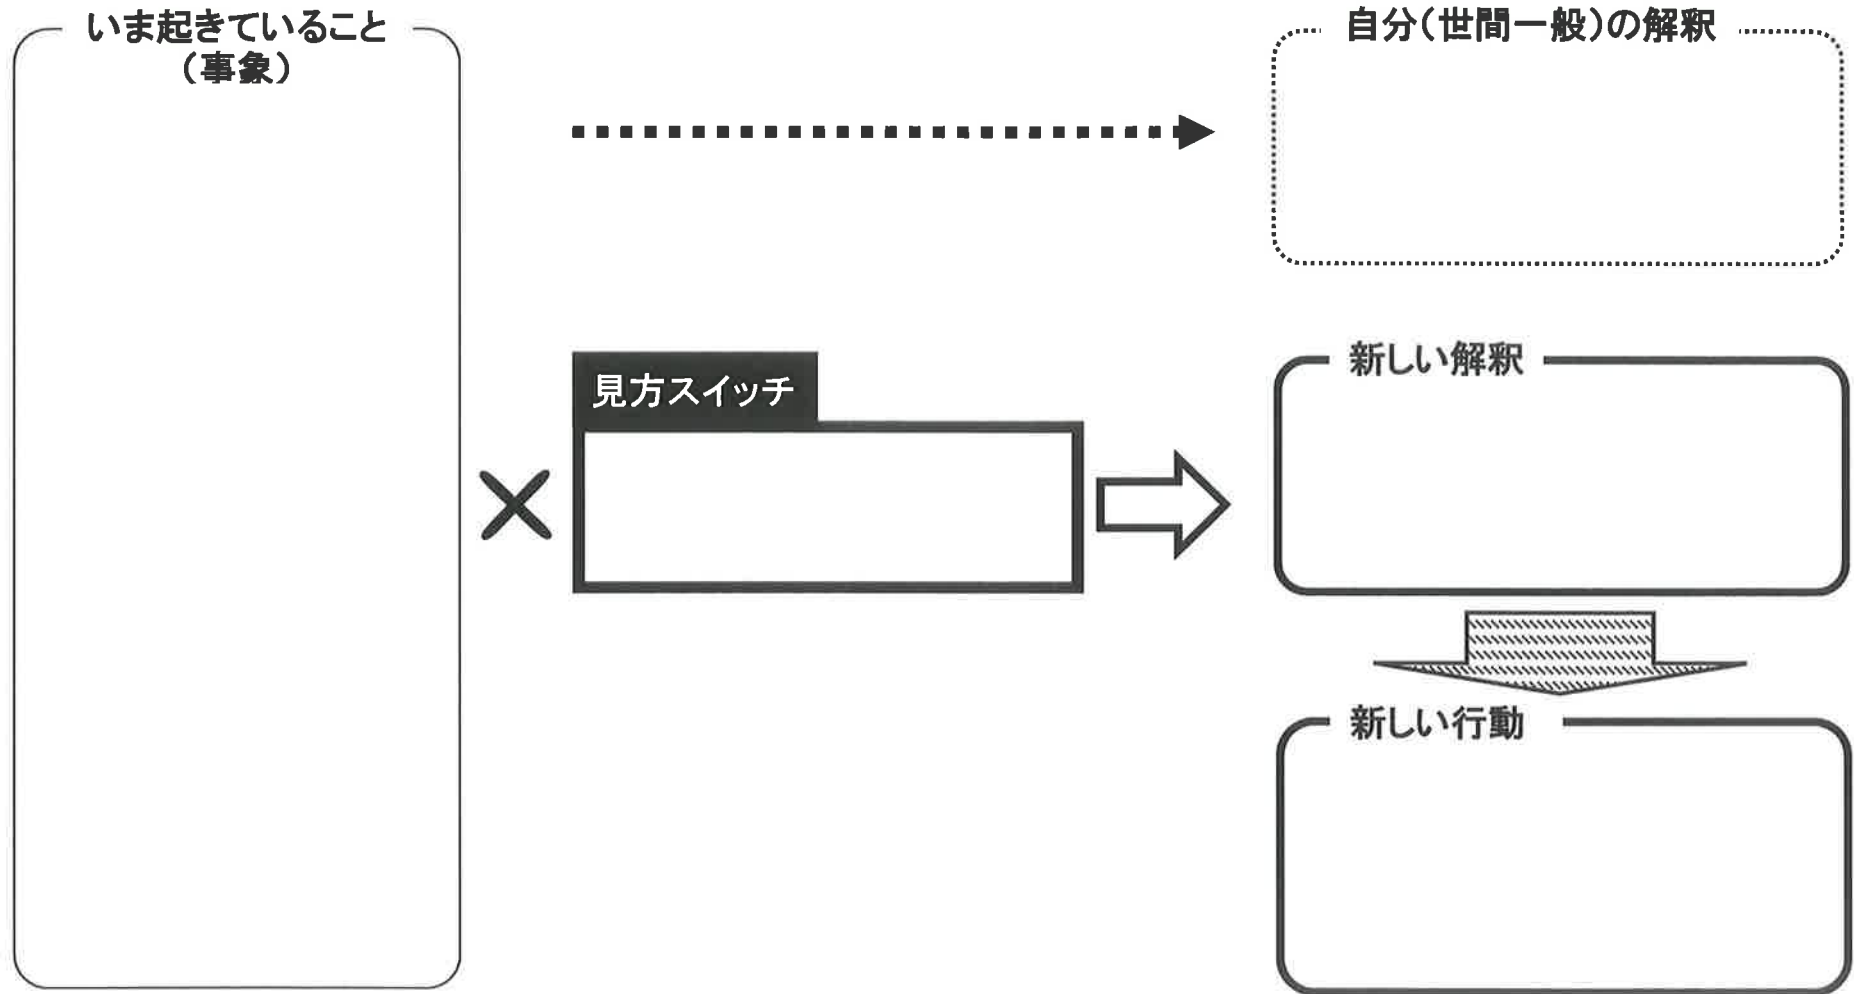 いま起きていること
（事象）
自分（世間一般）の解釈
見方スイッチ
新しい解釈
新しい行動